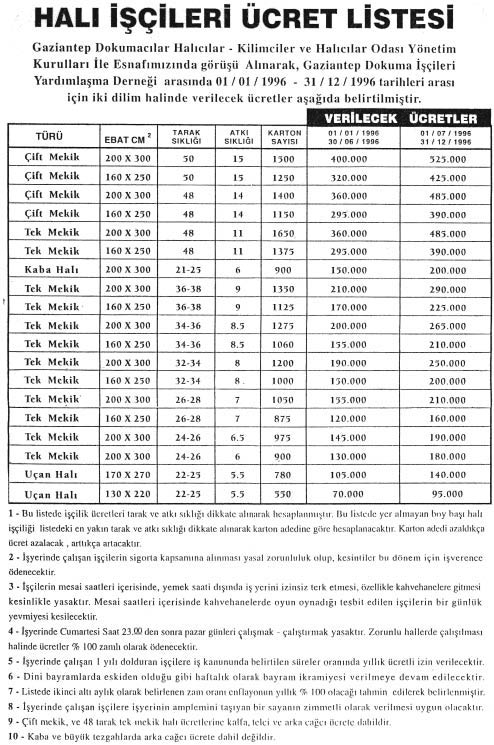 HALI İŞÇİLERİ ÜCRET LİSTESİ
Gaziantep Dokumacılar Halıcılar - Kilimciler ve Halıcılar Odası Yönetim
Kurulları İle Esnafımızında görüşü Alınarak, Gaziantep Dokuma İşçileri
Yardımlaşma Derneği arasında 01 / 01 / 1996 - 31 / 12 / 1996 tarihleri arası
için iki dilim halinde verilecek ücretler aşağıda belirtilmiştir.
VERİLECEK ÜCRETLER
TÜRÜ EBAT CM 2 TARAK SIKLIĞI ATKI SIKLIĞI KARTON SAYISI 01 / 01 / 1996 30 / 06 / 1996 01 / 07 / 1996 31 / 12 / 1996
Çift Mekik 200 X 300 50 15 1500 400.000 525.000
Çift Mekik 160 X 250 50 15 1250 320.000 425.000
Çift Mekik 200 X 300 48 14 1400 360.000 485.000
Çift Mekik 160 X 250 48 14 1150 295.000 390.000
Tek Mekik 200 X 300 48 11 1650 360.000 485.000
Tek Mekik 160 X 250 48 11 1375 295.000 390.000
Kaba Halı 200 X 300 21-25 6 900 150.000 200.000
Tek Mekik 200 X 300 36-38 9 1350 210.000 290.000
Tek Mekik 160 X 250 36-38 9 1125 170.000 225.000
Tek Mekik 200 X 300 34-36 8.5 1275 200.000 265.000
Tek Mekik 160 X 250 34-36 8.5 1060 155.000 210.000
Tek Mekik 200 X 300 32-34 8 1200 190.000 250.000
Tek Mekik 160 X 250 32-34 8 1000 150.000 200.000
Tek Mekik 200 X 300 26-28 7 1050 155.000 210.000
Tek Mekik 160 X 250 26-28 7 875 120.000 160.000
Tek Mekik 200 X 300 24-26 6.5 975 145.000 190.000
Tek Mekik 200 X 300 24-26 6 900 130.000 180.000
Uçan Halı 170 X 270 22-25 5.5 780 105.000 140.000
Uçan Halı 130 X 220 22-25 5.5 550 70.000 95.000
1 - Bu listede işçilik ücretleri tarak ve atkı sıklığı dikkate alınarak hesaplanmıştır. Bu listede yer almayan boy başı halı
işçiliği listedeki en yakın tarak ve atkı sıklığı dikkate alınarak karton adedine göre hesaplanacaktır. Karton adedi azaldıkça
ücret azalacak , arttıkça artacaktır.
2 - İşyerinde çalışan işçilerin sigorta kapsamına alınması yasal zorunluluk olup, kesintiler bu dönem için işverence
ödenecektir.
3 - İşçilerin mesai saatleri içerisinde, yemek saati dışında iş yerini izinsiz terk etmesi, özellikle kahvehanelere gitmesi
kesinlikle yasaktır. Mesai saatleri içerisinde kahvehanelerde oyun oynadığı tesbit edilen işçilerin bir günlük
yevmiyesi kesilecektir.
4 - İşyerinde Cumartesi Saat 23.00 den sonra pazar günleri çalışmak - çalıştırmak yasaktır. Zorunlu hallerde çalışılması
halinde ücretler % 100 zamlı olarak ödenecektir.
5 - İşyerinde çalışan 1 yılı dolduran işçilere iş kanununda belirtilen süreler oranında yıllık ücretli izin verilecektir.
6 - Dini bayramlarda eskiden olduğu gibi haftalık olarak bayram ikramiyesi verilmeye devam edilecektir.
7 - Listede ikinci altı aylık olarak belirlenen zam oranı enflayonun yıllık % 100 olacağı tahmin edilerek belirlenmiştir.
8 - İşyerinde çalışan işçilere işyerinin amplemini taşıyan bir sayanın zimmetli olarak verilmesi uygun olacaktır.
9 - Çift mekik, ve 48 tarak tek mekik halı ücretlerine kalfa, telci ve arka cağcı ücrete dahildir.
10 - Kaba ve büyük tezgahlarda arka cağcı ücrete dahil değildir.